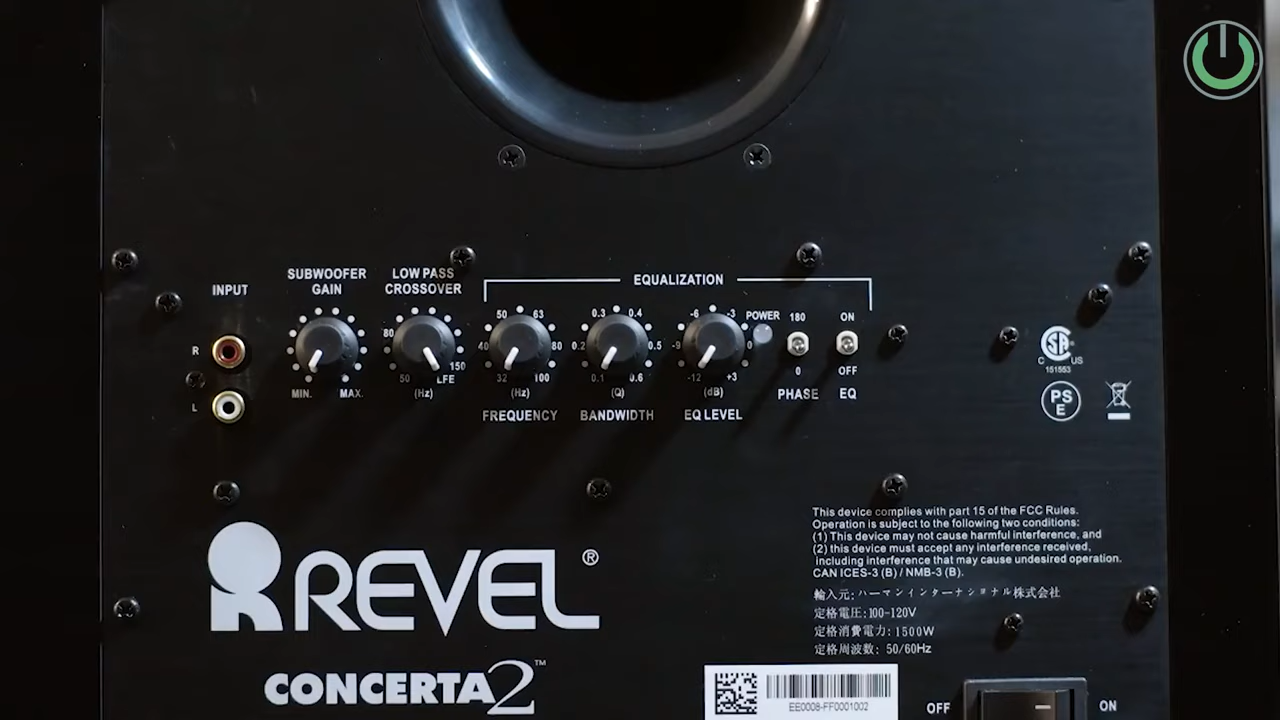 SUBWOOFER
GAIN
LOW PASS
CROSSOVER
EQUALIZATION
INPUT
50
63
0.3
0.4
-6
-3
POWER
180
ON
80
R
40
80
0.2
0.5
-9
0
C
SA
®
US
151553
50
150
LFE
32
100
0.1
0.6
-12
+3
0
OFF
MIN.
MAX.
(Hz)
(Hz)
(Q)
(dB)
PHASE
EQ
L
PS
E
FREQUENCY
BANDWIDTH
EQ LEVEL
This device complies with part 15 of the FCC Rules.
Operation is subject to the following two conditions:
(1) This device may not cause harmful interference, and
(2) this device must accept any interference received,
including interference that may cause undesired operation.
CAN ICES-3 (B) / NMB-3 (B).
輸入元:ハーマンインターナショナル株式会社
定格電圧:100-120V
定格消費電力: 1500W
定格周波数: 50/60Hz
REVEL®
CONCERTA2™
EE0008-FF0001002
OFF
ON